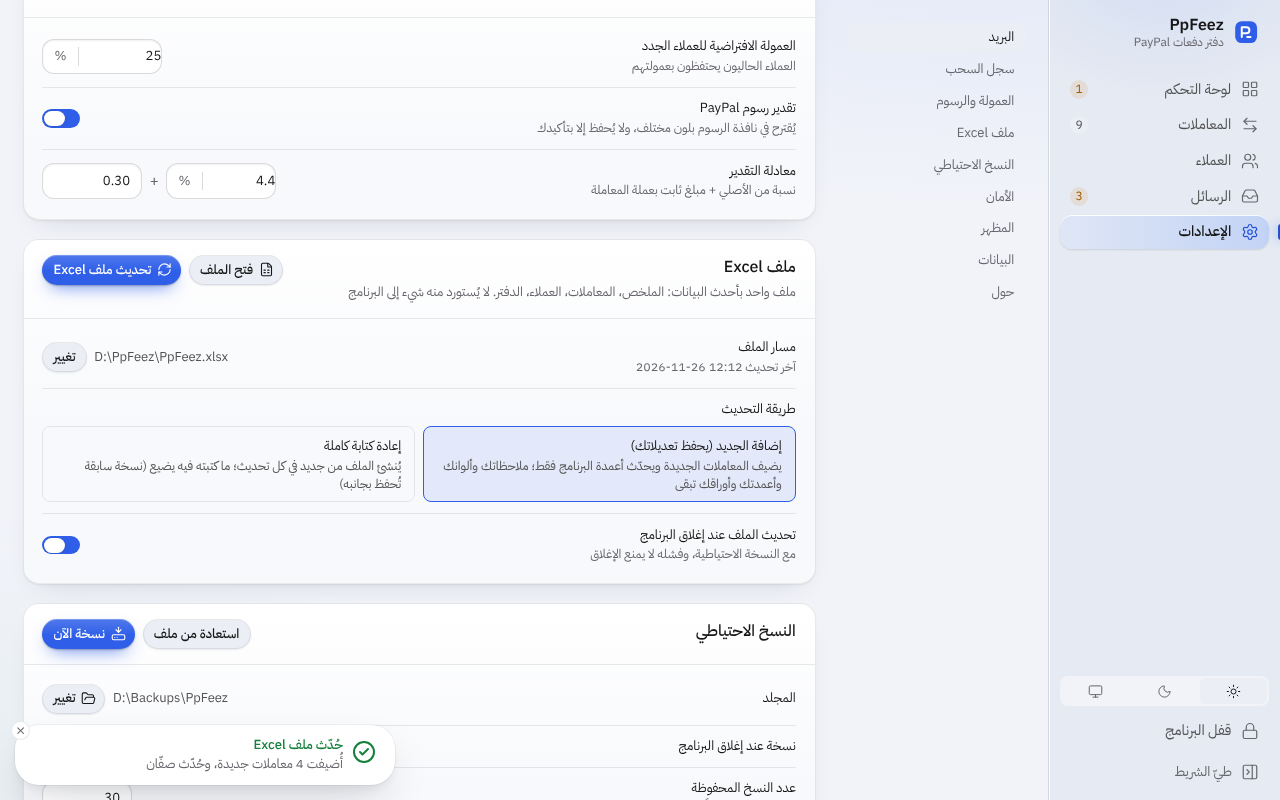 PpFeez
دفتر دفعات PayPal
لوحة التحكم
1
المعاملات
9
العملاء
الرسائل
3
الإعدادات
قفل البرنامج
طيّ الشريط
البريد
سجل السحب
العمولة والرسوم
ملف Excel
النسخ الاحتياطي
الأمان
المظهر
البيانات
حول
العمولة الافتراضية للعملاء الجدد
العملاء الحاليون يحتفظون بعمولتهم
25 %
تقدير رسوم PayPal
يُقترح في نافذة الرسوم بلون مختلف، ولا يُحفظ إلا بتأكيدك
معادلة التقدير
نسبة من الأصلي + مبلغ ثابت بعملة المعاملة
4.4 % + 0.30
ملف Excel
ملف واحد بأحدث البيانات: الملخص، المعاملات، العملاء، الدفتر. لا يُستورد منه شيء إلى البرنامج
فتح الملف
تحديث ملف Excel
مسار الملف
آخر تحديث 12:12 26-11-2026
D:\PpFeez\PpFeez.xlsx
تغيير
طريقة التحديث
إضافة الجديد (يحفظ تعديلاتك)
يضيف المعاملات الجديدة ويحدّث أعمدة البرنامج فقط؛ ملاحظاتك وألوانك
وأعمدتك وأوراقك تبقى
إعادة كتابة كاملة
يُنشئ الملف من جديد في كل تحديث؛ ما كتبته فيه يضيع (نسخة سابقة
تُحفظ بجانبه)
تحديث الملف عند إغلاق البرنامج
مع النسخة الاحتياطية، وفشله لا يمنع الإغلاق
النسخ الاحتياطي
استعادة من ملف
نسخة الآن
المجلد
D:\Backups\PpFeez
تغيير
نسخة عند إغلاق البرنامج
عدد النسخ المحفوظة
30
حُدّث ملف Excel
أُضيفت 4 معاملات جديدة، وحُدّث صفّان